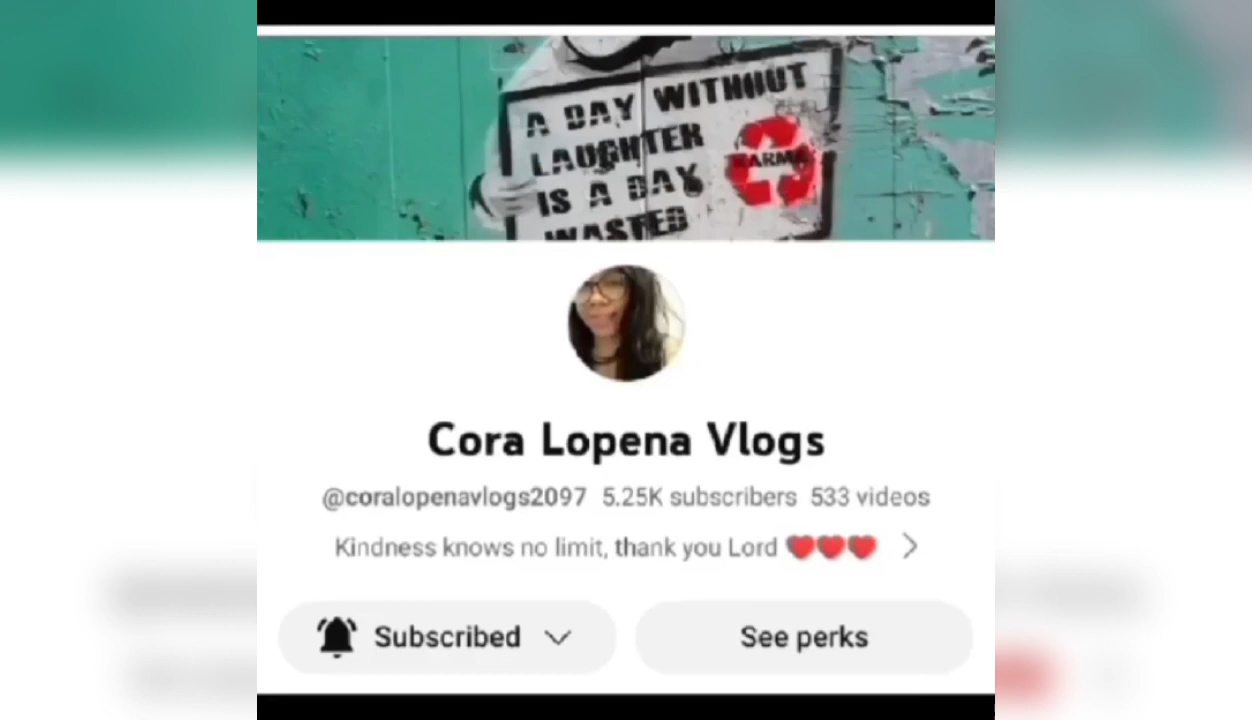 A DAY WITHOUT
LAUGHTER
IS A DAY
WASTED
KARMA
Cora Lopena Vlogs
@coralopenavlogs2097 5.25K subscribers 533 videos
Kindness knows no limit, thank you Lord ❤️❤️❤️
Subscribed
See perks